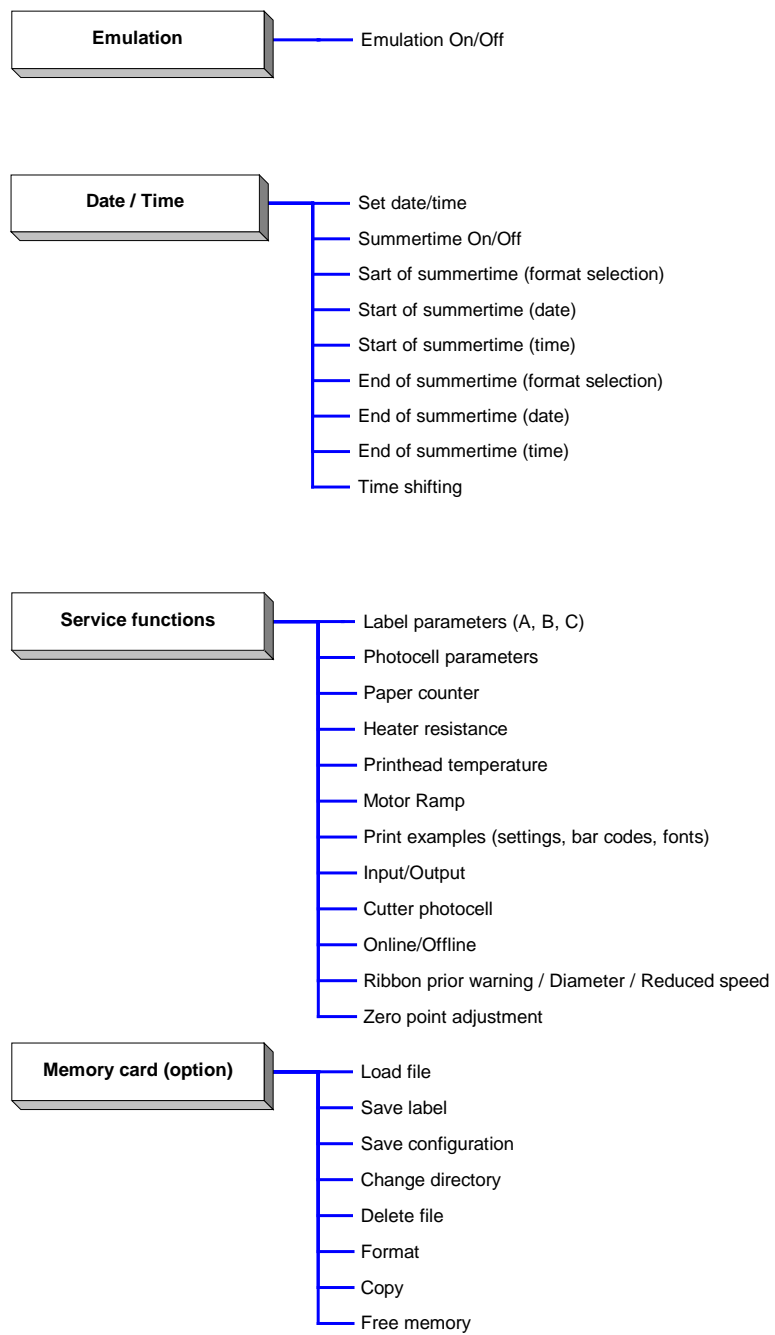 Emulation
Emulation On/Off
Date / Time
Set date/time
Summertime On/Off
Sart of summertime (format selection)
Start of summertime (date)
Start of summertime (time)
End of summertime (format selection)
End of summertime (date)
End of summertime (time)
Time shifting
Service functions
Label parameters (A, B, C)
Photocell parameters
Paper counter
Heater resistance
Printhead temperature
Motor Ramp
Print examples (settings, bar codes, fonts)
Input/Output
Cutter photocell
Online/Offline
Ribbon prior warning / Diameter / Reduced speed
Zero point adjustment
Memory card (option)
Load file
Save label
Save configuration
Change directory
Delete file
Format
Copy
Free memory